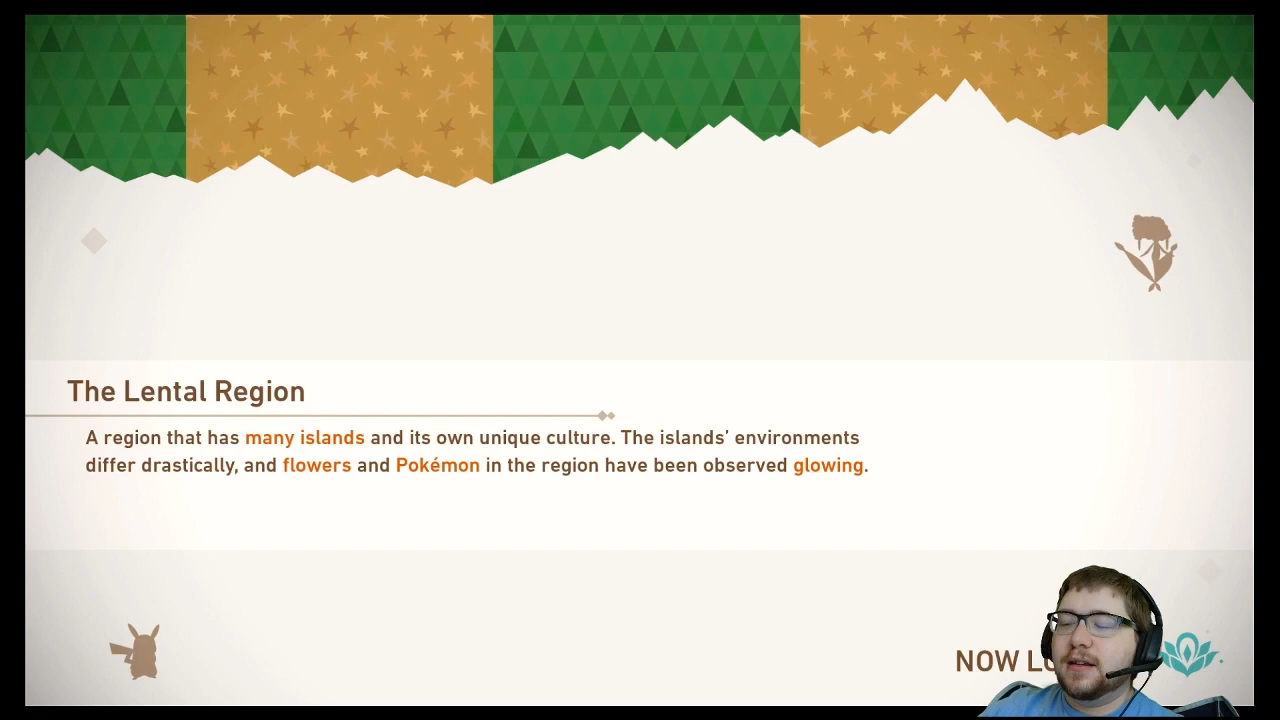 The Lental Region
A region that has many islands and its own unique culture. The islands' environments
differ drastically, and flowers and Pokémon in the region have been observed glowing.
NOW